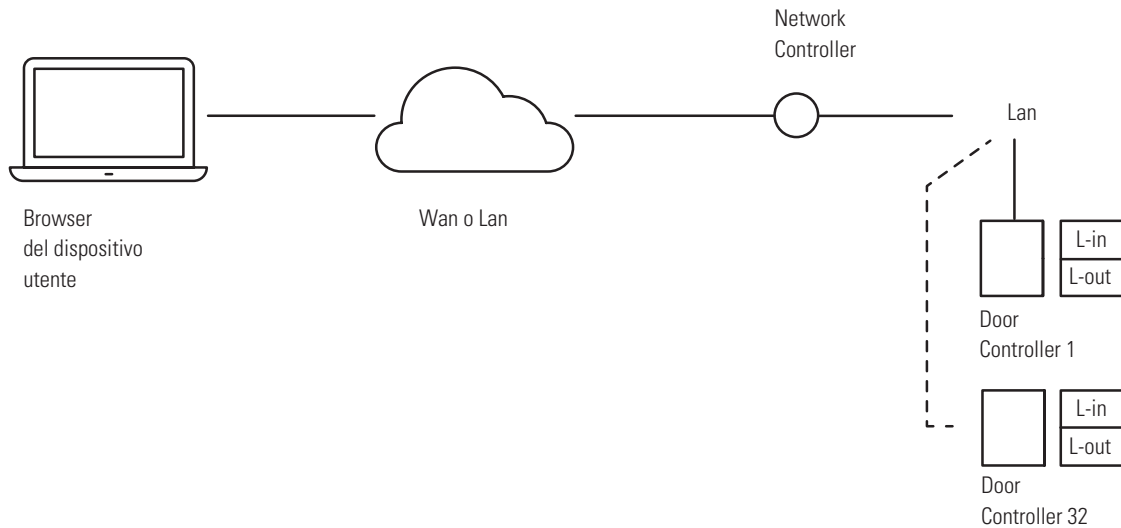 Network
Controller
Lan
Browser
del dispositivo
utente
Wan o Lan
L-in
L-out
Door
Controller 1
L-in
L-out
Door
Controller 32